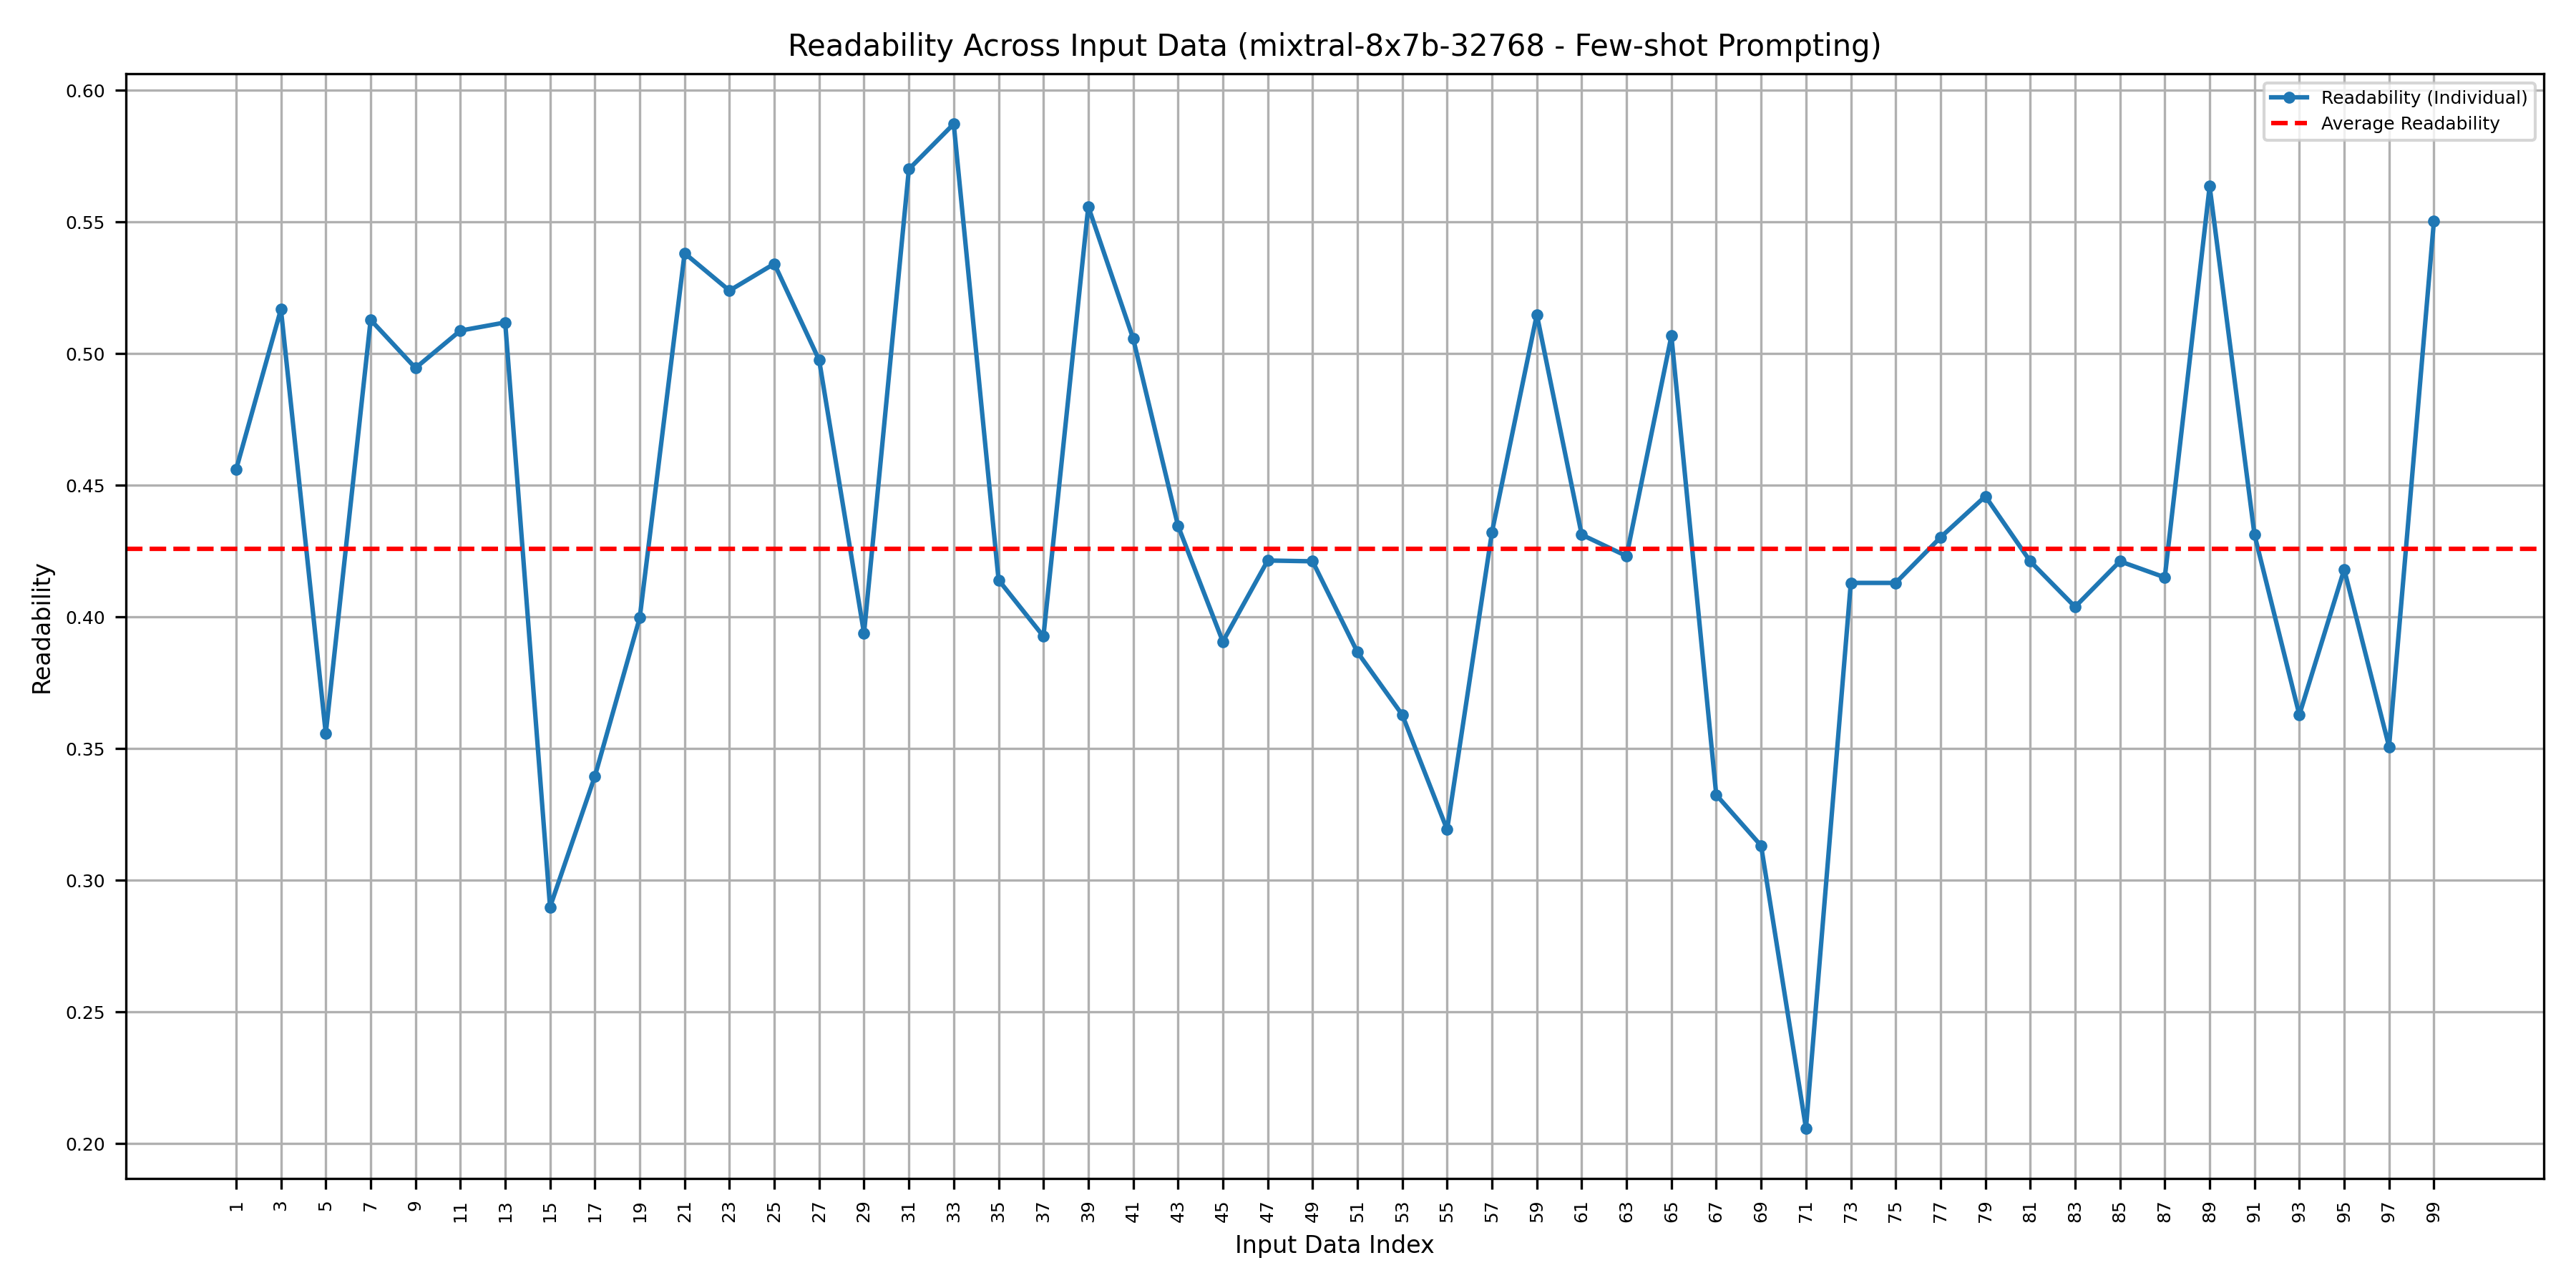 Readability Across Input Data (mixtral-8x7b-32768 - Few-shot Prompting)
Readability (Individual)
Average Readability
0.60
0.55
0.50
0.45
0.40
0.35
0.30
0.25
0.20
Readability
1 3 5 7 9 11 13 15 17 19 21 23 25 27 29 31 33 35 37 39 41 43 45 47 49 51 53 55 57 59 61 63 65 67 69 71 73 75 77 79 81 83 85 87 89 91 93 95 97 99
Input Data Index